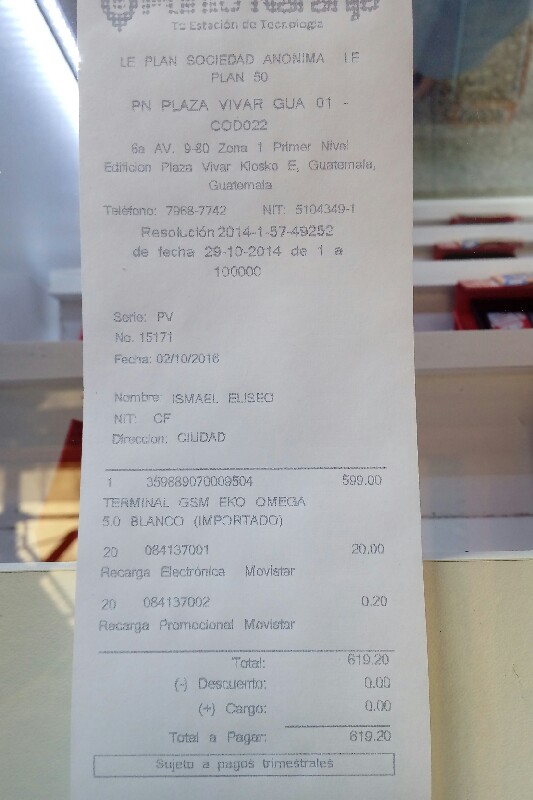 Tu Estación de Tecnología
LE PLAN SOCIEDAD ANONIMA LE
PLAN 50
PN PLAZA VIVAR GUA 01 -
COD022
6a AV. 9-80 Zona 1 Primer Nivel
Edificion Plaza Vivar Kiosko E, Guatemala,
Guatemala
Teléfono: 7968-7742 NIT: 5104349-1
Resolución 2014-1-57-49252
de fecha 29-10-2014 de 1 a
100000
Serie: PV
No. 15171
Fecha: 02/10/2016
Nombre: ISMAEL ELISEO
NIT: CF
Direccion: CIUDAD
1 359889070009504 599.00
TERMINAL GSM EKO OMEGA
5.0 BLANCO (IMPORTADO)
20 084137001 20.00
Recarga Electrónica Movistar
20 084137002 0.20
Recarga Promocional Movistar
Total: 619.20
(-) Descuento: 0.00
(+) Cargo: 0.00
Total a Pagar: 619.20
Sujeto a pagos trimestrales